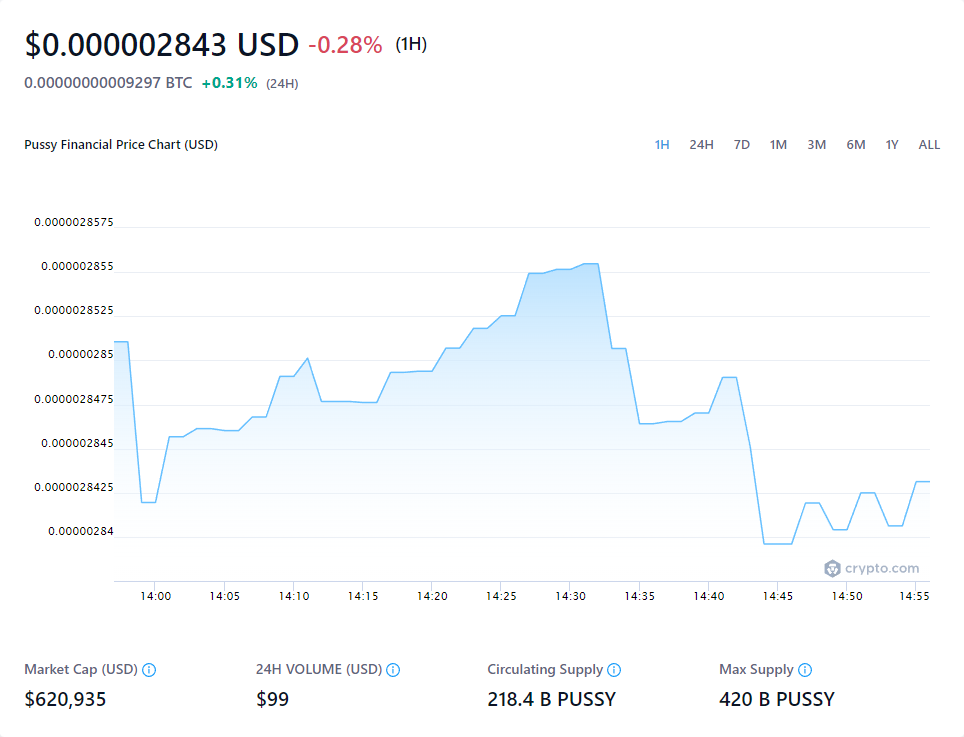 $0.000002843 USD -0.28% (1H)
0.00000000009297 BTC +0.31% (24H)
Pussy Financial Price Chart (USD) 1H 24H 7D 1M 3M 6M 1Y ALL
0.0000028575
0.000002855
0.0000028525
0.00000285
0.0000028475
0.000002845
0.0000028425
0.00000284
crypto.com
14:00 14:05 14:10 14:15 14:20 14:25 14:30 14:35 14:40 14:45 14:50 14:55
Market Cap (USD) 24H VOLUME (USD) Circulating Supply Max Supply
$620,935 $99 218.4 B PUSSY 420 B PUSSY